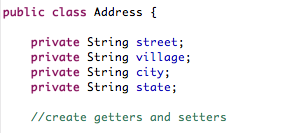 public class Address {
private String street;
private String village;
private String city;
private String state;
//create getters and setters